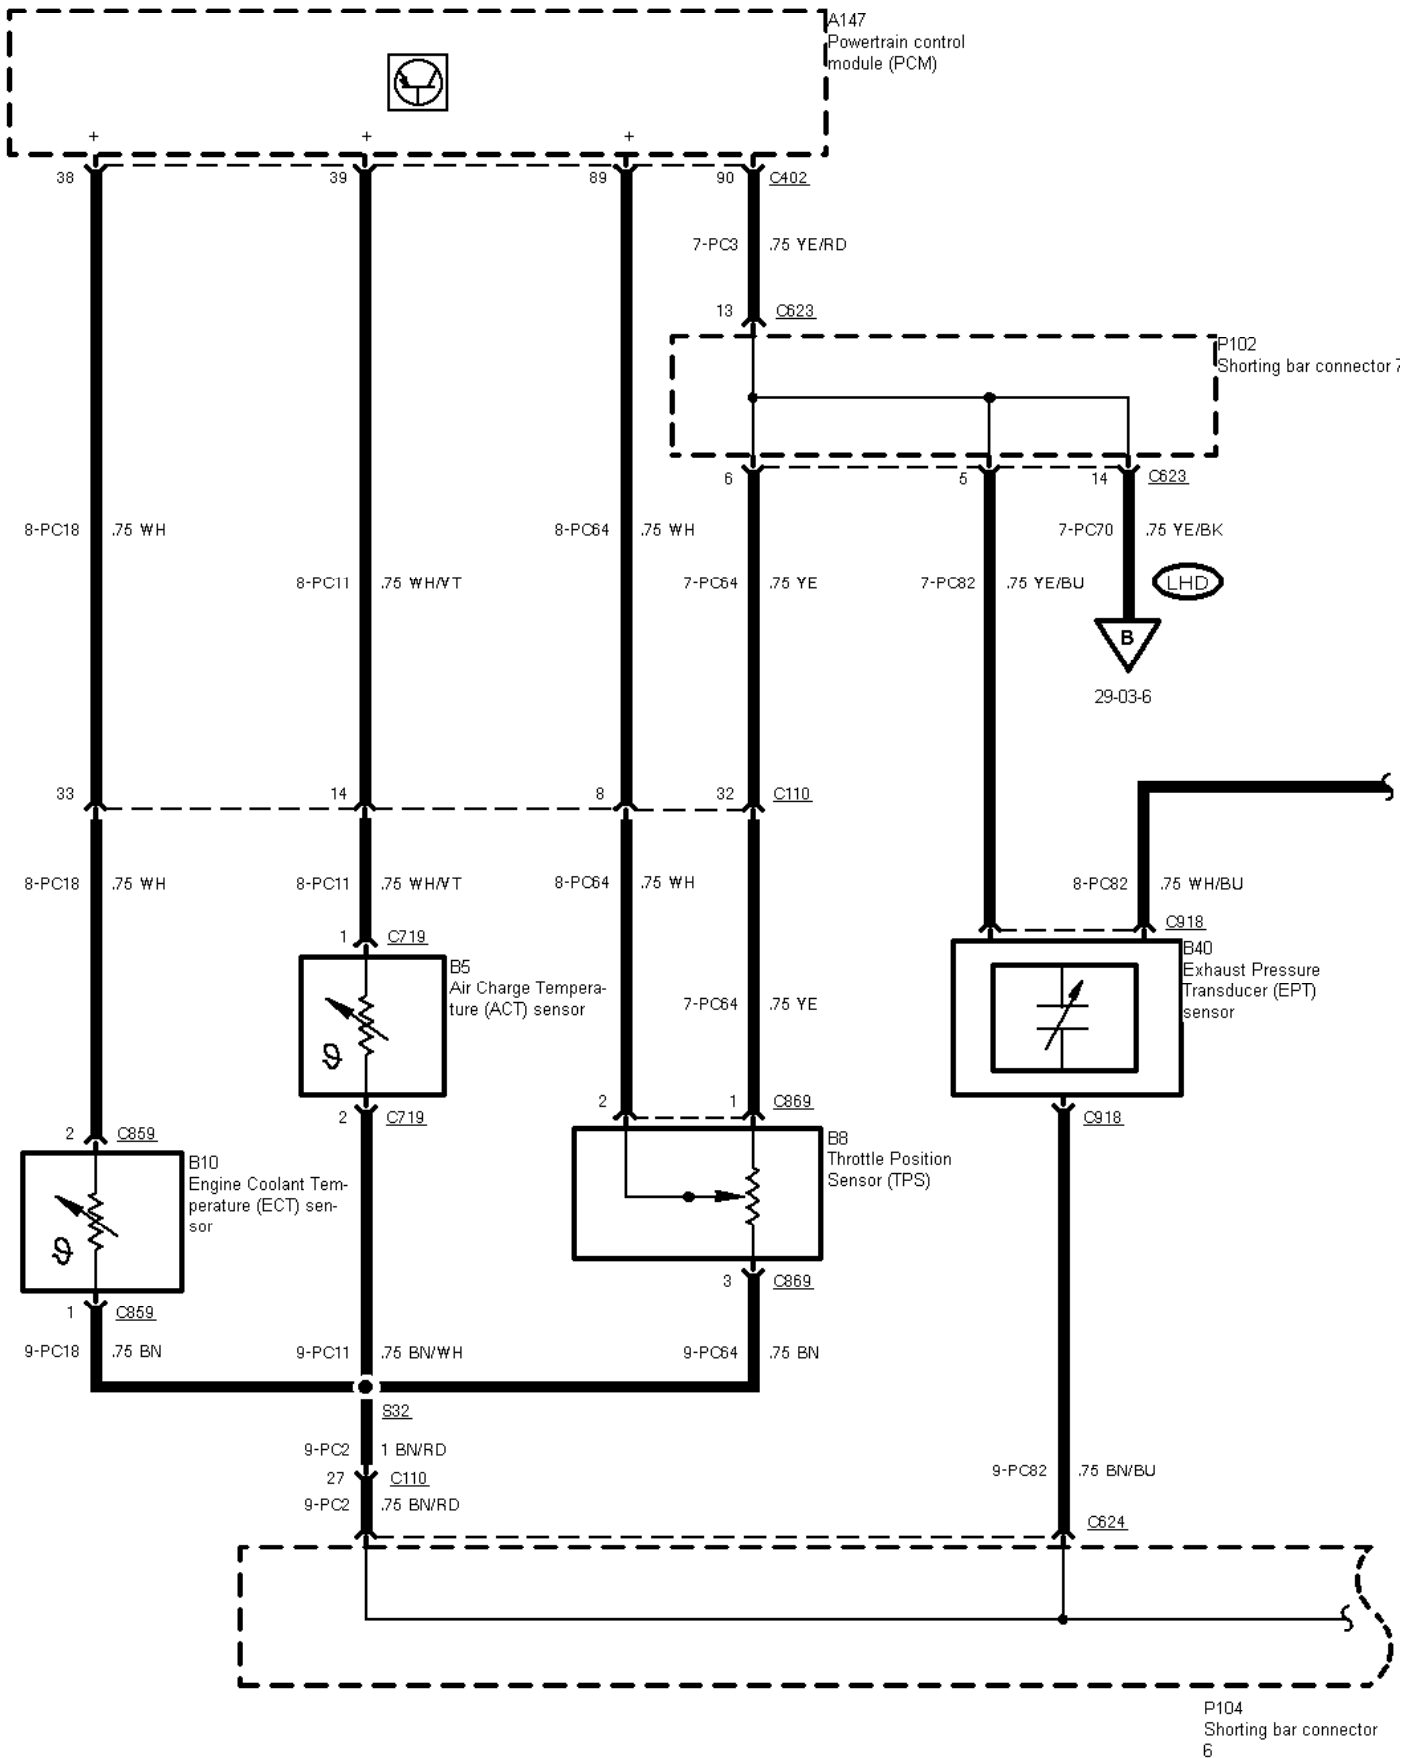 A147
Powertrain control
module (PCM)
+ + +
38 39 89 90 C402
7-PC3 .75 YE/RD
13 C623
P102
Shorting bar connector 7
6 5 14 C623
8-PC18 .75 WH 8-PC64 .75 WH 7-PC70 .75 YE/BK
8-PC11 .75 WH/VT 7-PC64 .75 YE 7-PC82 .75 YE/BU LHD
B
29-03-6
33 14 8 32 C110
8-PC18 .75 WH 8-PC11 .75 WH/VT 8-PC64 .75 WH 8-PC82 .75 WH/BU
1 C719 C918
B5
Air Charge Tempera-
ture (ACT) sensor
B40
Exhaust Pressure
Transducer (EPT)
sensor
7-PC64 .75 YE
ϑ
2 C719 2 1 C869 C918
2 C859
B10
Engine Coolant Tem-
perature (ECT) sen-
sor
B8
Throttle Position
Sensor (TPS)
ϑ
3 C869
1 C859
9-PC18 .75 BN 9-PC11 .75 BN/WH 9-PC64 .75 BN
S32
9-PC2 1 BN/RD
27 C110
9-PC82 .75 BN/BU
9-PC2 .75 BN/RD
C624
P104
Shorting bar connector
6